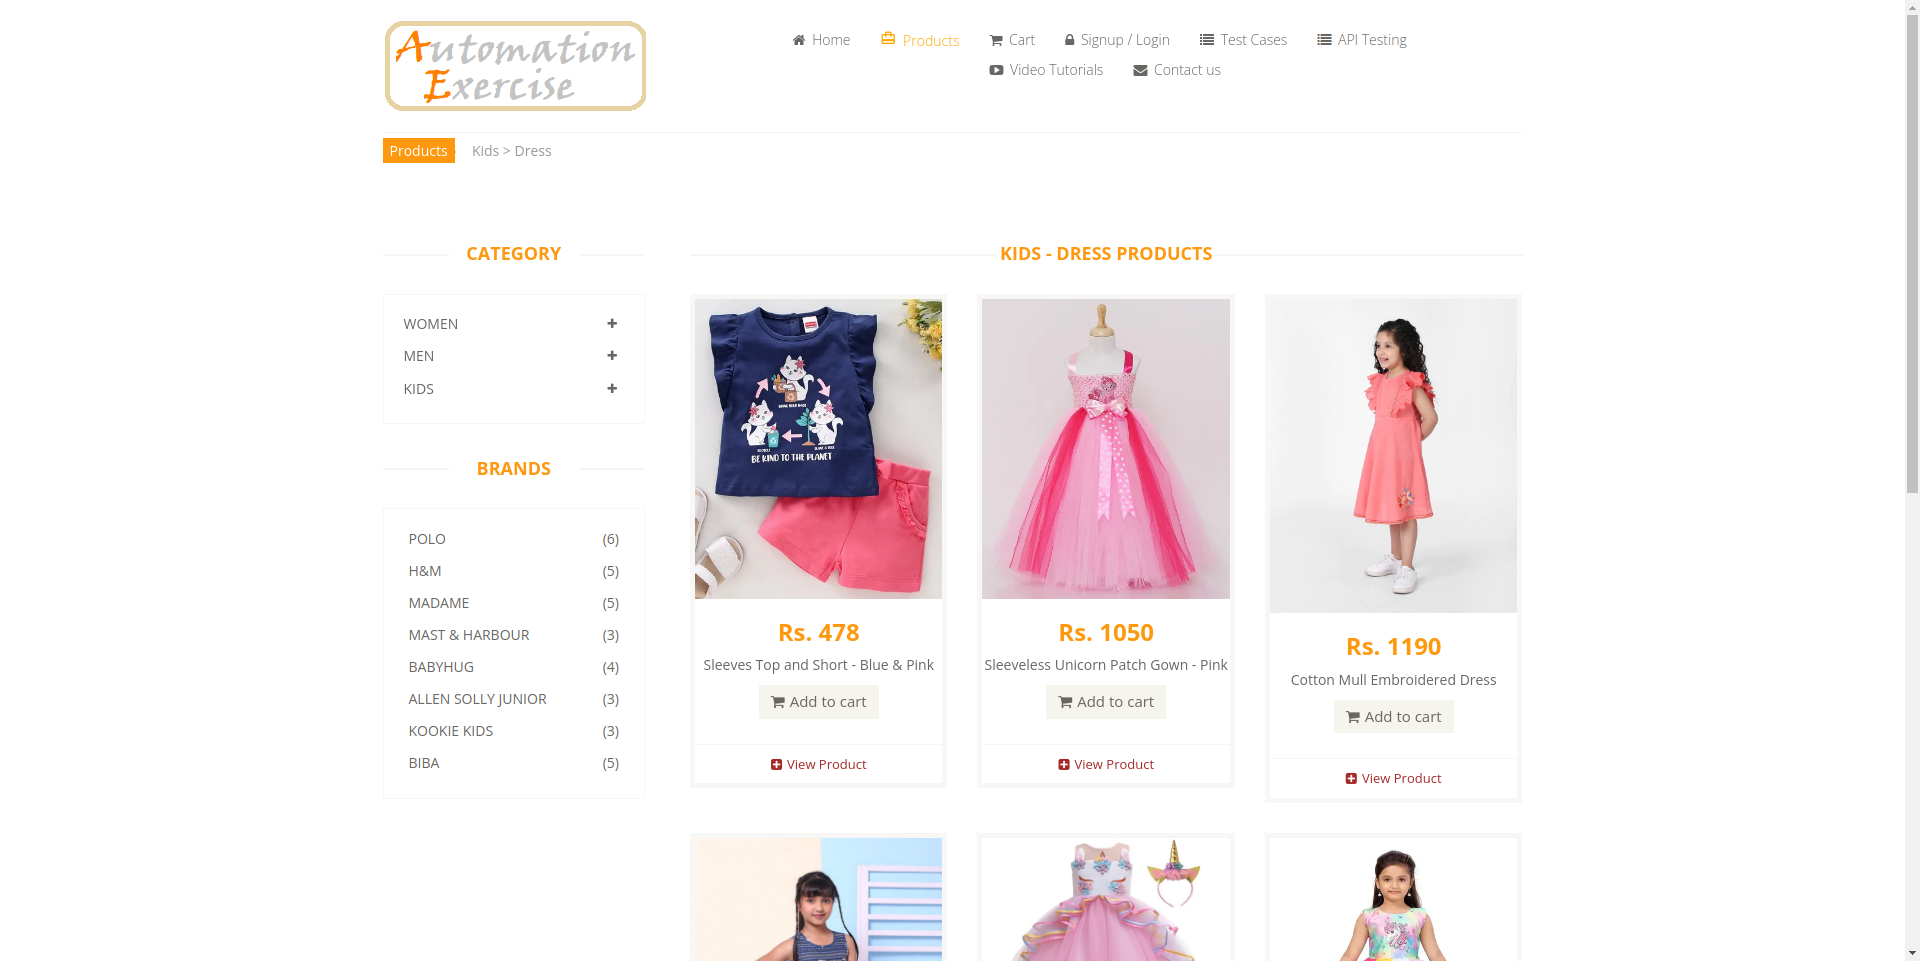 Automation
Exercise
Home
Products
Cart
Signup / Login
Test Cases
API Testing
Video Tutorials
Contact us
Products
Kids > Dress
CATEGORY
WOMEN
MEN
KIDS
BRANDS
POLO (6)
H&M (5)
MADAME (5)
MAST & HARBOUR (3)
BABYHUG (4)
ALLEN SOLLY JUNIOR (3)
KOOKIE KIDS (3)
BIBA (5)
KIDS - DRESS PRODUCTS
BE KIND TO THE PLANET
Rs. 478
Sleeves Top and Short - Blue & Pink
Add to cart
View Product
Rs. 1050
Sleeveless Unicorn Patch Gown - Pink
Add to cart
View Product
Rs. 1190
Cotton Mull Embroidered Dress
Add to cart
View Product